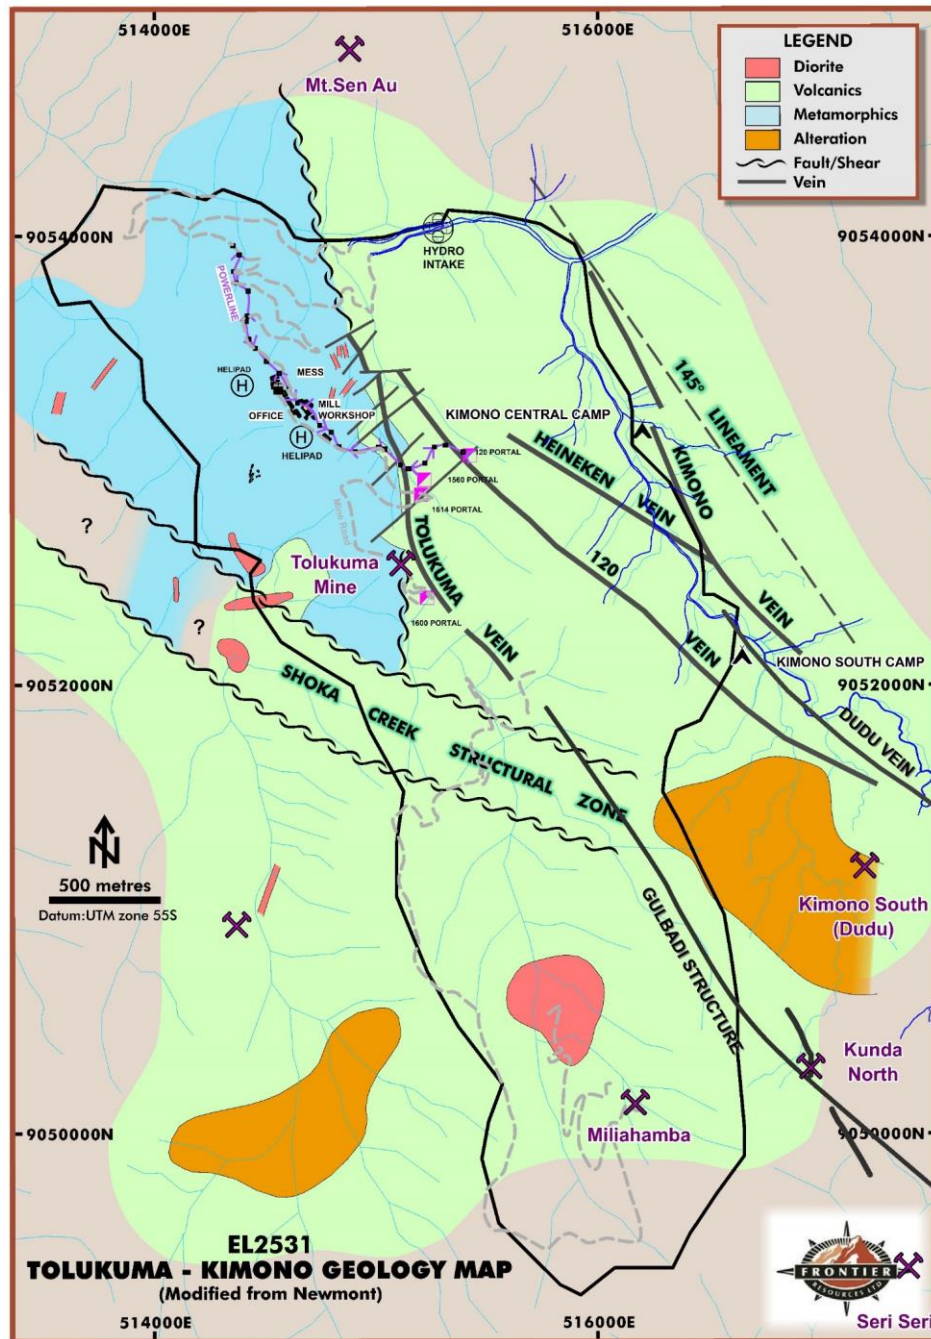 514000E
516000E
LEGEND
Diorite
Volcanics
Metamorphics
Alteration
Fault/Shear
Vein
Mt.Sen Au
9054000N
9054000N
HYDRO
INTAKE
POWERLINE
HELIPAD
H
MESS
OFFICE
MILL
WORKSHOP
H
HELIPAD
145° LINEAMENT
KIMONO CENTRAL CAMP
HEINEKEN VEIN
KIMONO VEIN
120 PORTAL
1560 PORTAL
1614 PORTAL
Mine Road
TOLUKUMA VEIN
120 VEIN
?
Tolukuma
Mine
1600 PORTAL
?
KIMONO SOUTH CAMP
9052000N
9052000N
SHOKA CREEK STRUCTURAL ZONE
DUDU VEIN
N
500 metres
Datum:UTM zone 55S
Kimono South
(Dudu)
GULBADI STRUCTURE
Kunda
North
Miliahamba
9050000N
9050000N
EL2531
TOLUKUMA - KIMONO GEOLOGY MAP
(Modified from Newmont)
FRONTIER
RESOURCES LTD
Seri Seri
514000E
516000E